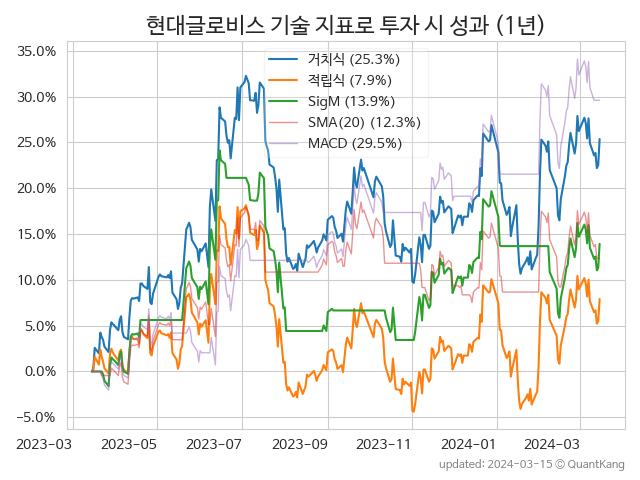 현대글로비스 기술 지표로 투자 시 성과 (1년)
35.0%
30.0%
25.0%
20.0%
15.0%
10.0%
5.0%
0.0%
−5.0%
거치식 (25.3%)
적립식 (7.9%)
SigM (13.9%)
SMA(20) (12.3%)
MACD (29.5%)
2023-03 2023-05 2023-07 2023-09 2023-11 2024-01 2024-03
updated: 2024-03-15 ⓒ QuantKang